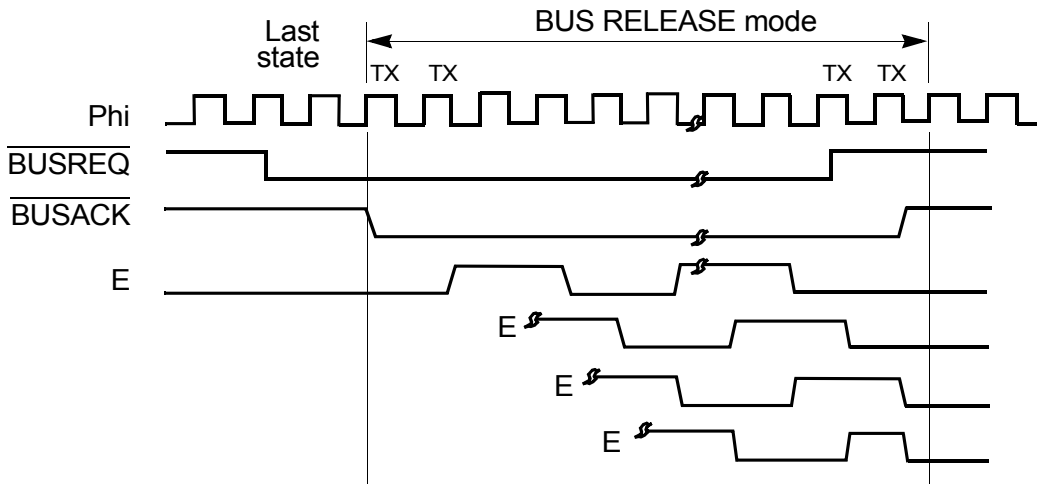 BUS RELEASE mode
Last
state
TX TX TX TX
Phi
BUSREQ
BUSACK
E
E
E
E